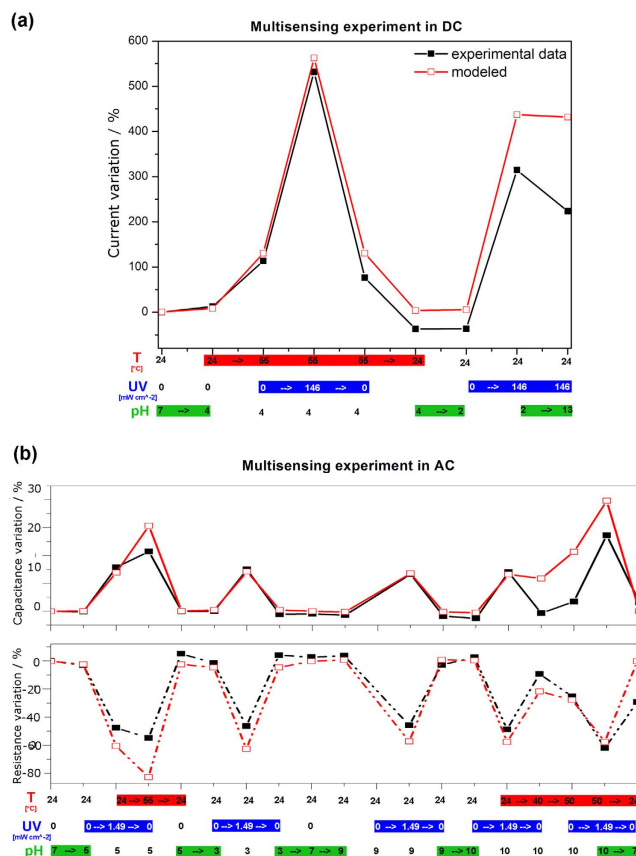 (a)
Multisensing experiment in DC
600
500
400
300
200
100
0
Current variation / %
experimental data
modeled
T 24 24 --> 55 55 --> 55 --> 24 24 24 24
[°C]
UV 0 0 0 --> 146 --> 0 0 --> 146 146
[mW cm^-2]
pH 7 --> 4 4 4 4 4 --> 2 2 --> 13
(b)
Multisensing experiment in AC
30
20
10
0
Capacitance variation / %
0
-20
-40
-60
-80
Resistance variation / %
T 24 24 24 --> 55 --> 24 24 24 24 24 24 24 24 24 24 24 --> 40 --> 50 50 --> 24
[°C]
UV 0 0 --> 1.49 --> 0 0 0 --> 1.49 --> 0 0 0 --> 1.49 --> 0 0 --> 1.49 --> 0 0 --> 1.49 --> 0
[mW cm^-2]
pH 7 --> 5 5 5 5 --> 3 3 3 --> 7 --> 9 9 9 9 --> 10 10 10 10 --> 7